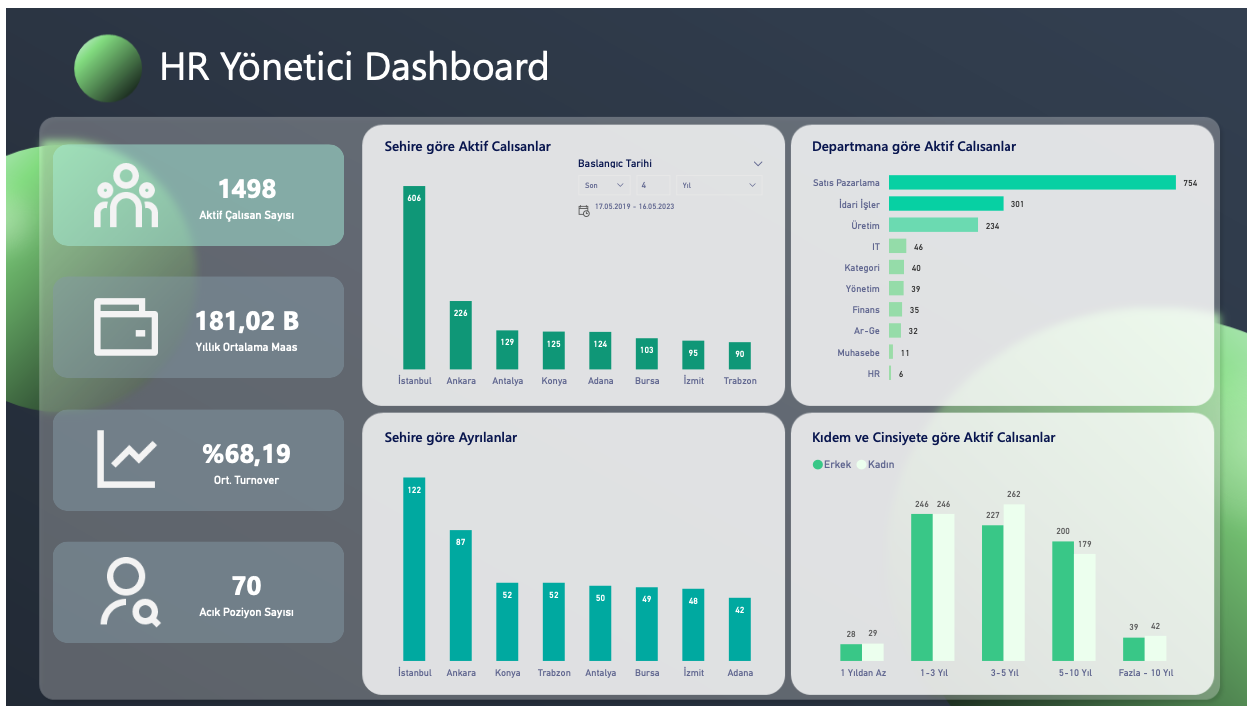 HR Yönetici Dashboard
1498
Aktif Çalısan Sayısı
181,02 B
Yıllık Ortalama Maas
%68,19
Ort. Turnover
70
Acık Poziyon Sayısı
Sehire göre Aktif Calısanlar
Baslangıc Tarihi
Son 4 Yıl
17.05.2019 - 16.05.2023
606
226
129
125
124
103
95
90
İstanbul Ankara Antalya Konya Adana Bursa İzmit Trabzon
Departmana göre Aktif Calısanlar
Satıs Pazarlama 754
İdari İşler 301
Üretim 234
IT 46
Kategori 40
Yönetim 39
Finans 35
Ar-Ge 32
Muhasebe 11
HR 6
Sehire göre Ayrılanlar
122
87
52
52
50
49
48
42
İstanbul Ankara Konya Trabzon Antalya Bursa İzmit Adana
Kıdem ve Cinsiyete göre Aktif Calısanlar
Erkek Kadın
28 29
246 246
227 262
200 179
39 42
1 Yıldan Az 1-3 Yıl 3-5 Yıl 5-10 Yıl Fazla - 10 Yıl